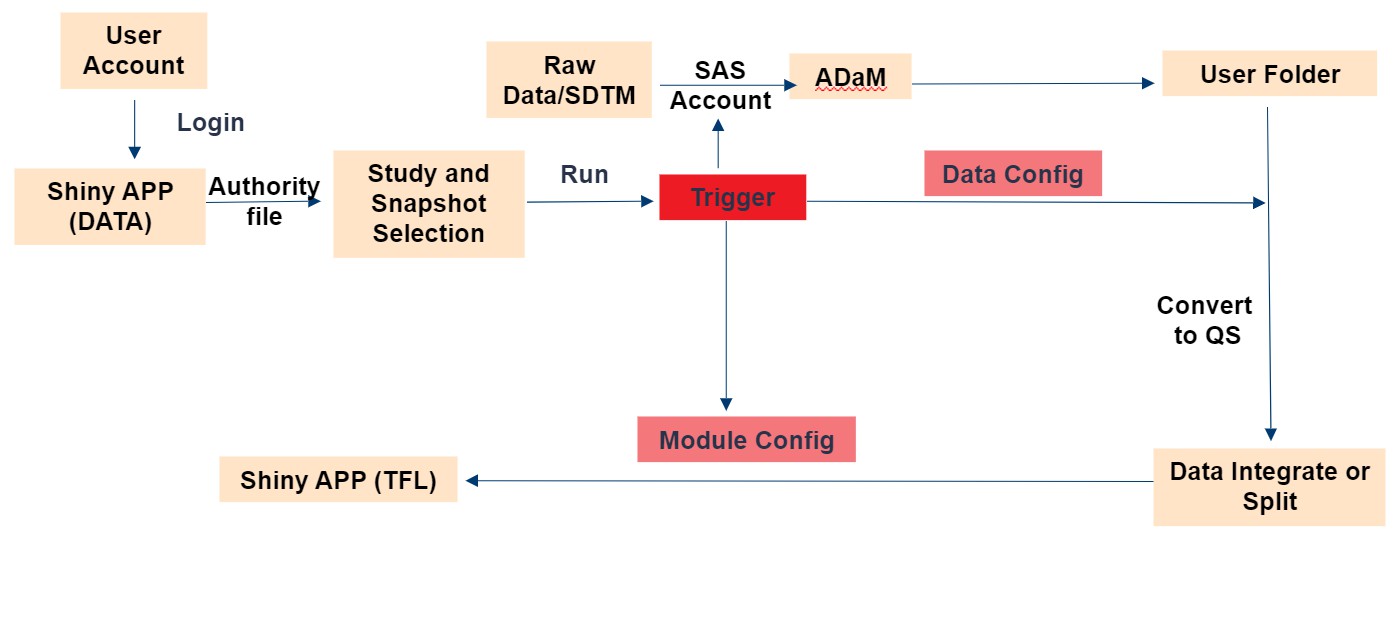 User
Account
Login
Shiny APP
(DATA)
Authority
file
Study and
Snapshot
Selection
Run
Raw
Data/SDTM
SAS
Account
ADaM
User Folder
Trigger
Data Config
Convert
to QS
Module Config
Shiny APP (TFL)
Data Integrate or
Split